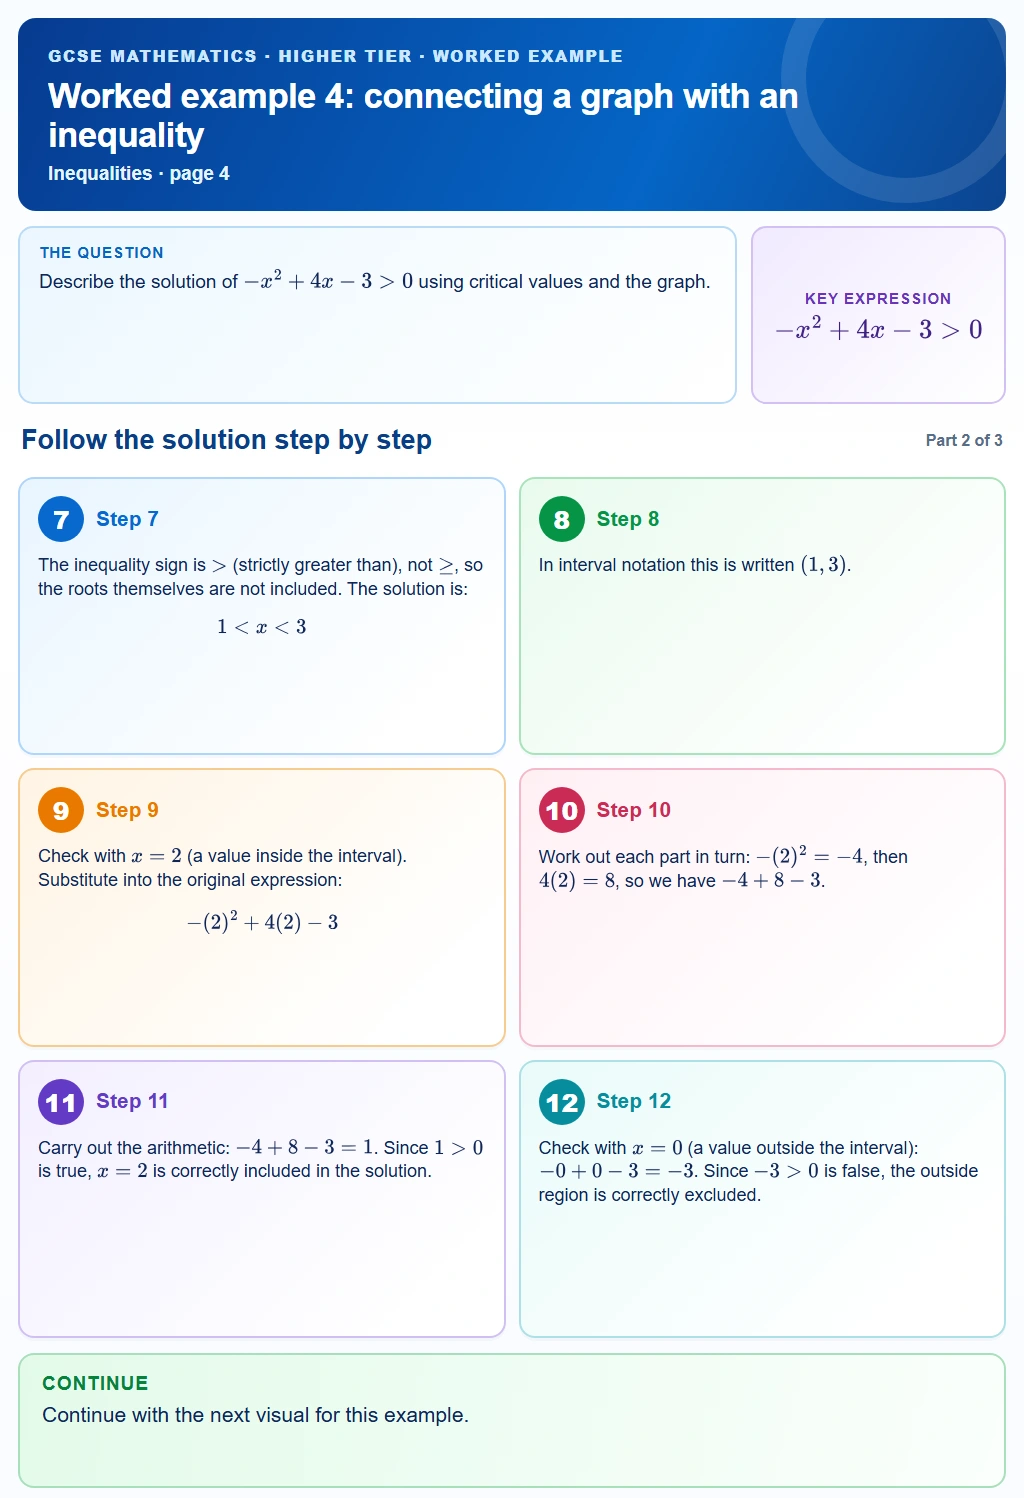 GCSE MATHEMATICS · HIGHER TIER · WORKED EXAMPLE
Worked example 4: connecting a graph with an
inequality
Inequalities · page 4
THE QUESTION
Describe the solution of −x² + 4x − 3 > 0 using critical values and the graph.
KEY EXPRESSION
−x² + 4x − 3 > 0
Follow the solution step by step
Part 2 of 3
7 Step 7
The inequality sign is > (strictly greater than), not ≥, so
the roots themselves are not included. The solution is:
1 < x < 3
8 Step 8
In interval notation this is written (1, 3).
9 Step 9
Check with x = 2 (a value inside the interval).
Substitute into the original expression:
−(2)² + 4(2) − 3
10 Step 10
Work out each part in turn: −(2)² = −4, then
4(2) = 8, so we have −4 + 8 − 3.
11 Step 11
Carry out the arithmetic: −4 + 8 − 3 = 1. Since 1 > 0
is true, x = 2 is correctly included in the solution.
12 Step 12
Check with x = 0 (a value outside the interval):
−0 + 0 − 3 = −3. Since −3 > 0 is false, the outside
region is correctly excluded.
CONTINUE
Continue with the next visual for this example.